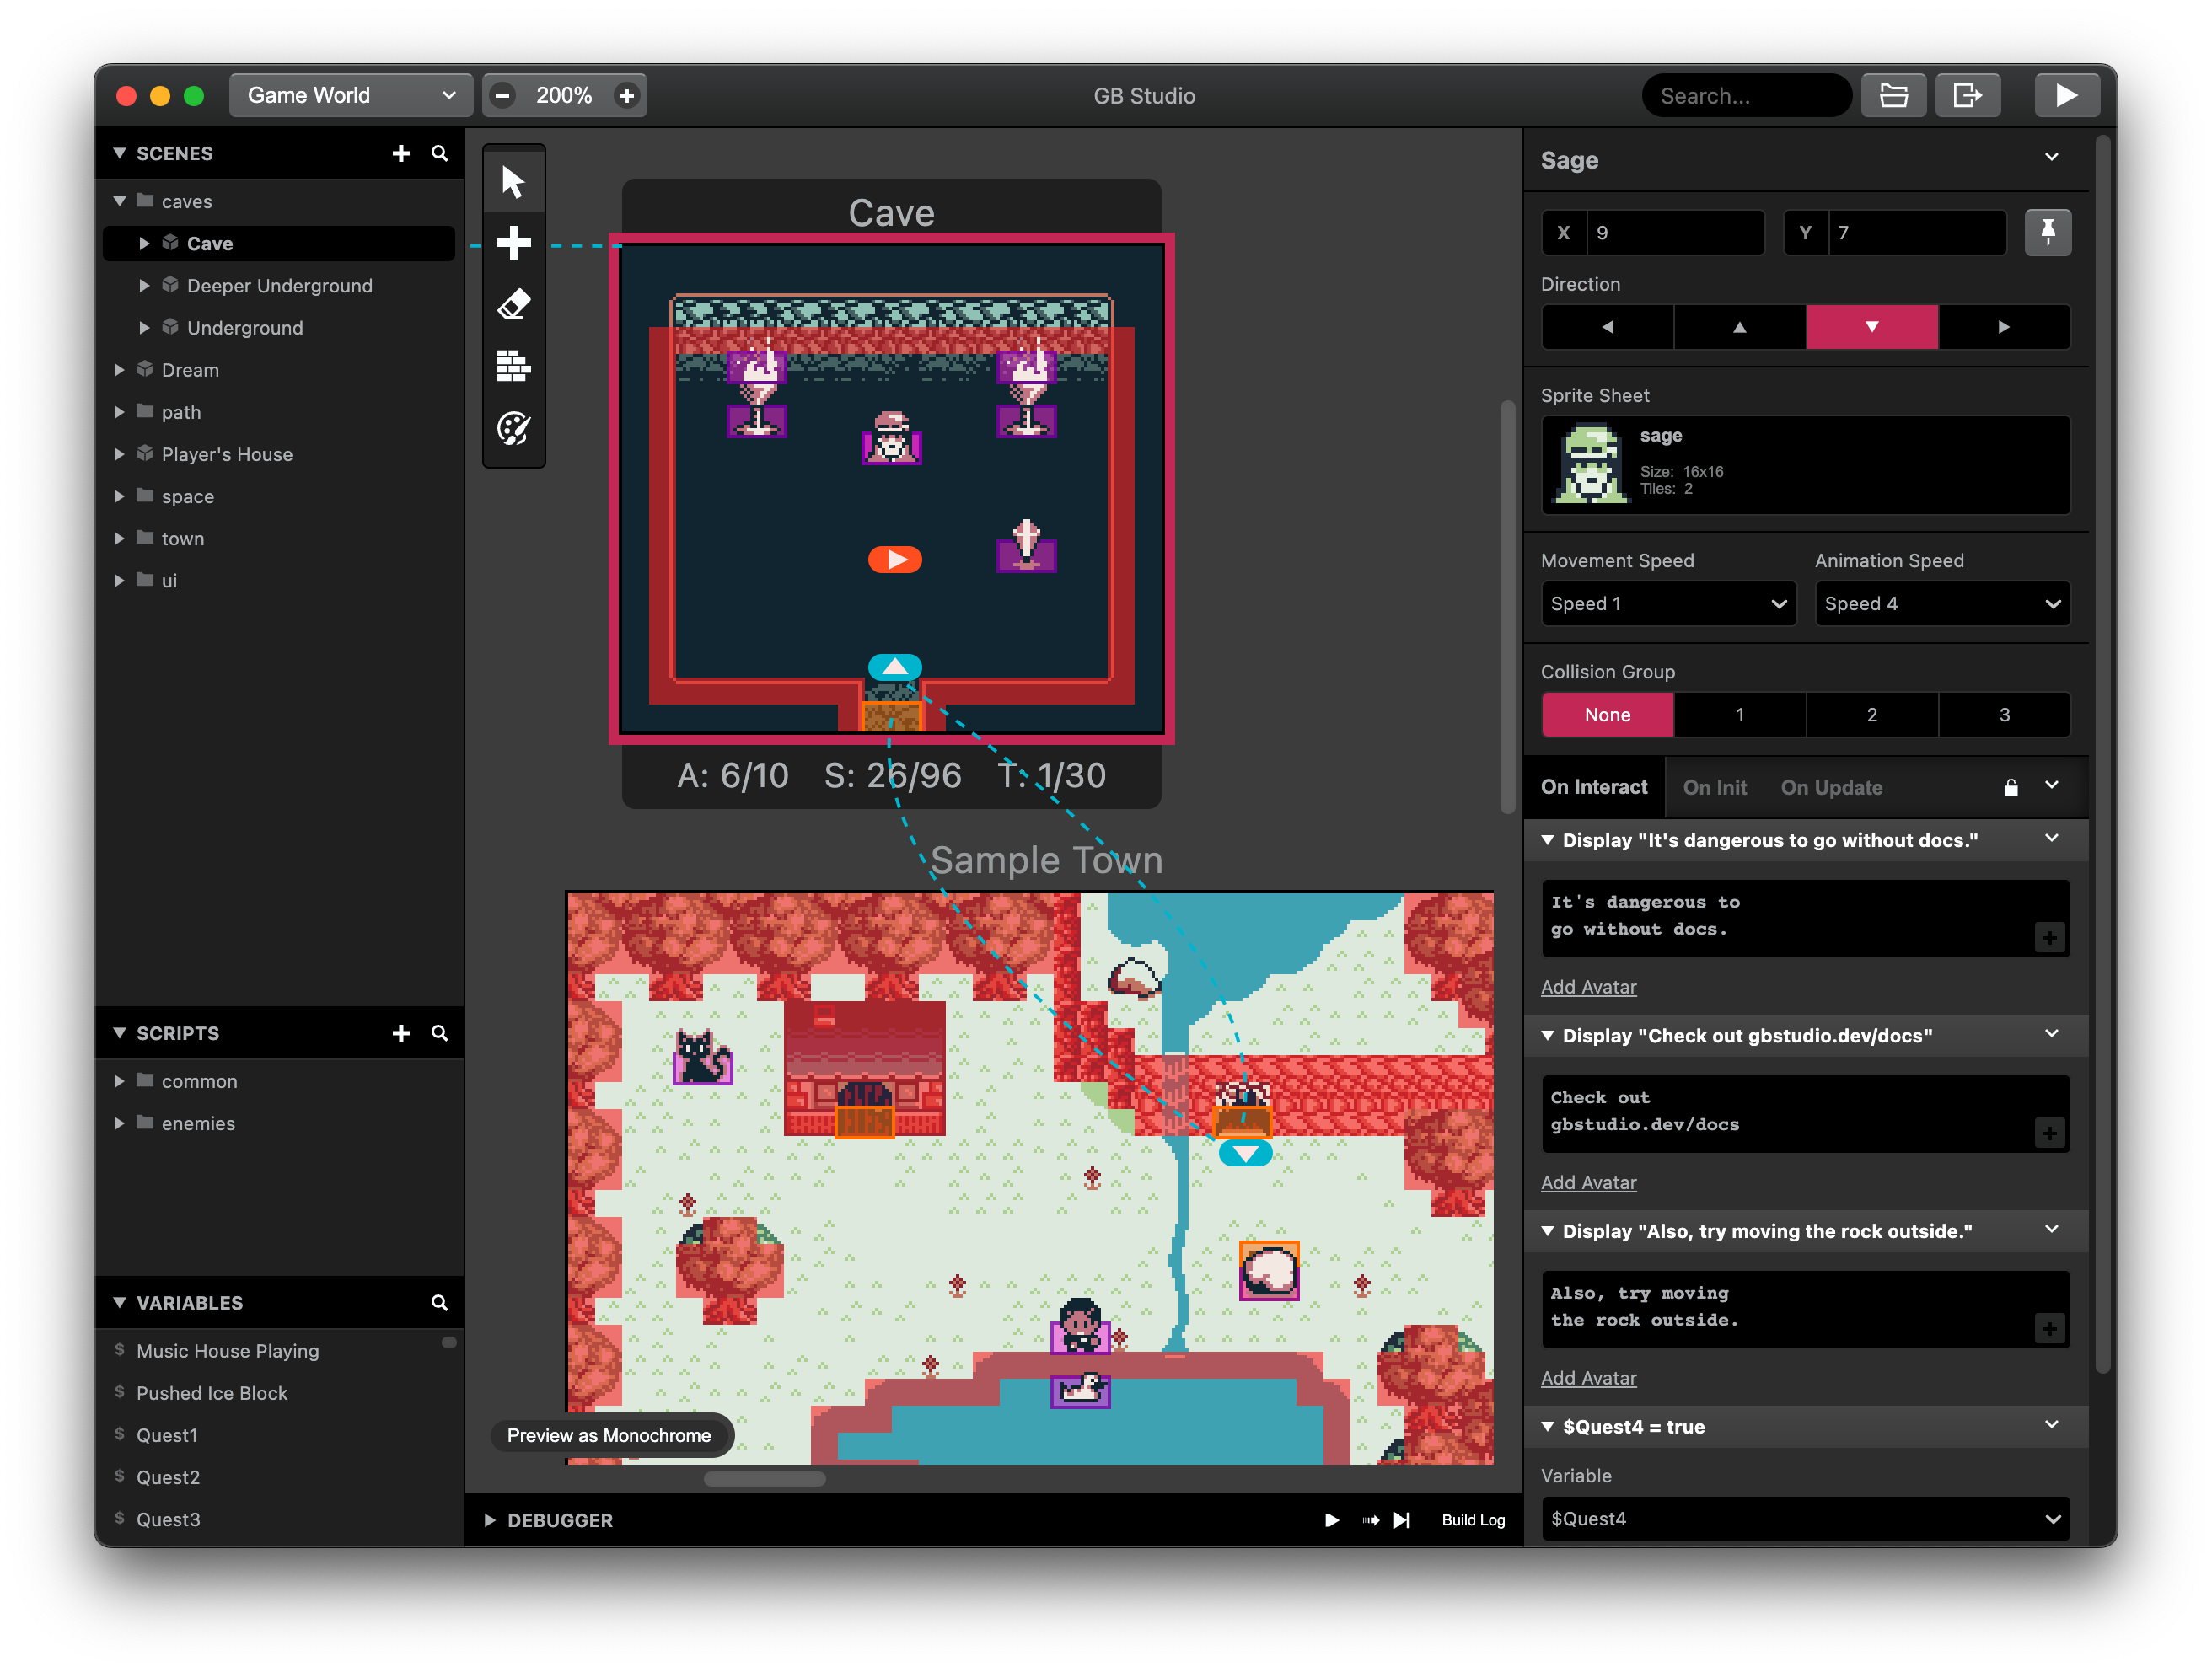 Game World
200%
GB Studio
Search...
SCENES
caves
Cave
Deeper Underground
Underground
Dream
path
Player's House
space
town
ui
SCRIPTS
common
enemies
VARIABLES
$ Music House Playing
$ Pushed Ice Block
$ Quest1
$ Quest2
$ Quest3
Cave
A: 6/10 S: 26/96 T: 1/30
Sample Town
Preview as Monochrome
DEBUGGER
Build Log
Sage
X 9 Y 7
Direction
Sprite Sheet
sage
Size: 16x16
Tiles: 2
Movement Speed Animation Speed
Speed 1 Speed 4
Collision Group
None 1 2 3
On Interact On Init On Update
Display "It's dangerous to go without docs."
It's dangerous to
go without docs.
Add Avatar
Display "Check out gbstudio.dev/docs"
Check out
gbstudio.dev/docs
Add Avatar
Display "Also, try moving the rock outside."
Also, try moving
the rock outside.
Add Avatar
$Quest4 = true
Variable
$Quest4